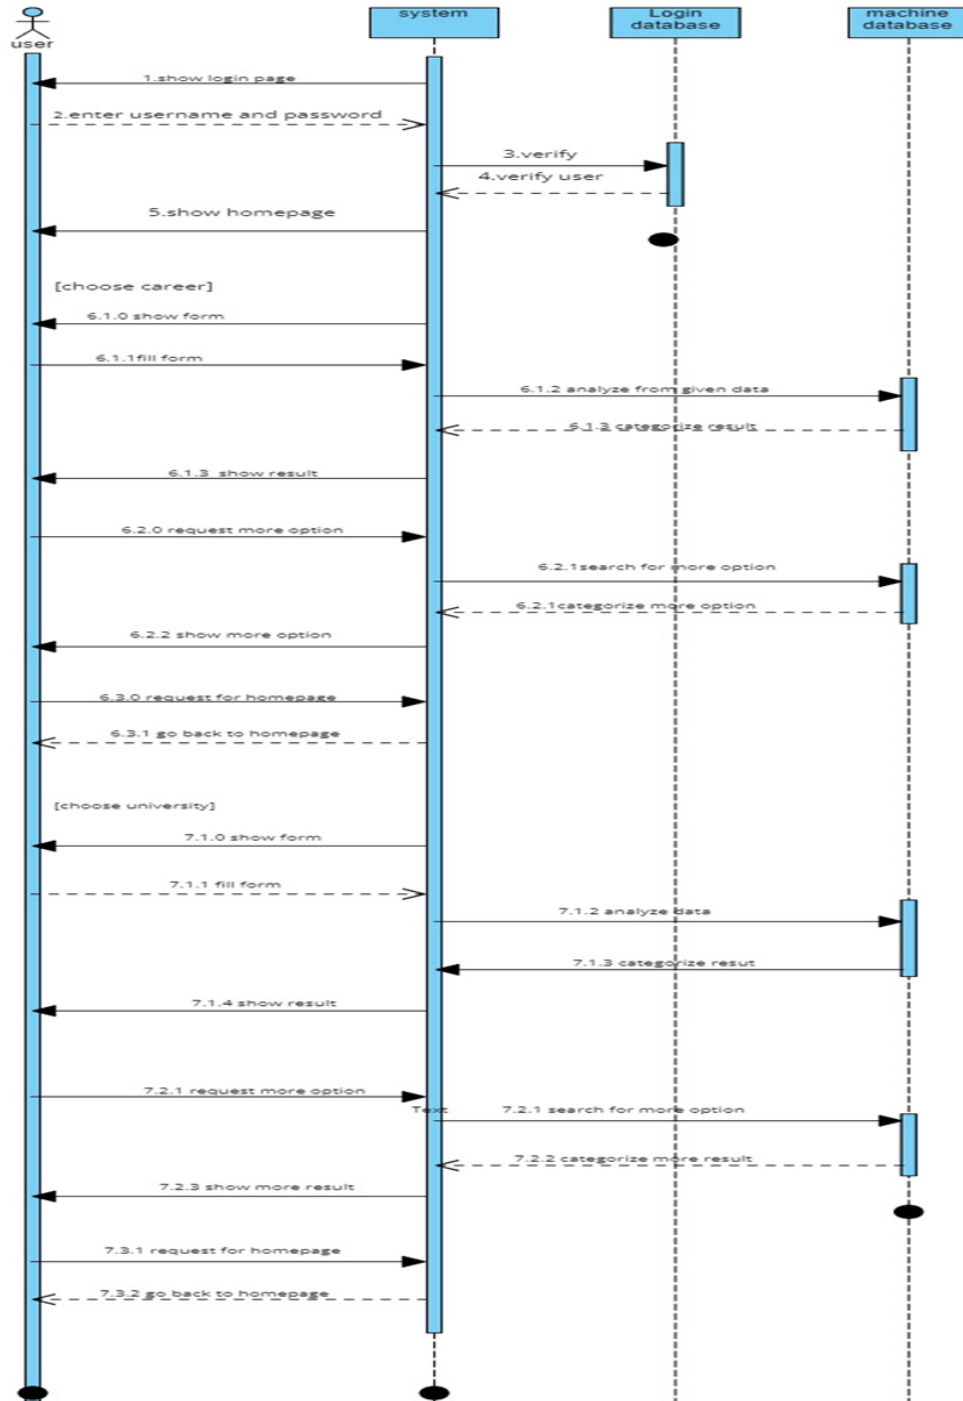 user
system
Login
database
machine
database
1.show login page
2.enter username and password
3.verify
4.verify user
5.show homepage
[choose career]
6.1.0 show form
6.1.1fill form
6.1.2 analyze from given data
6.1.3 categorize result
6.1.3 show result
6.2.0 request more option
6.2.1search for more option
6.2.1categorize more option
6.2.2 show more option
6.3.0 request for homepage
6.3.1 go back to homepage
[choose university]
7.1.0 show form
7.1.1 fill form
7.1.2 analyze data
7.1.3 categorize resut
7.1.4 show result
7.2.1 request more option
Text
7.2.1 search for more option
7.2.2 categorize more result
7.2.3 show more result
7.3.1 request for homepage
7.3.2 go back to homepage